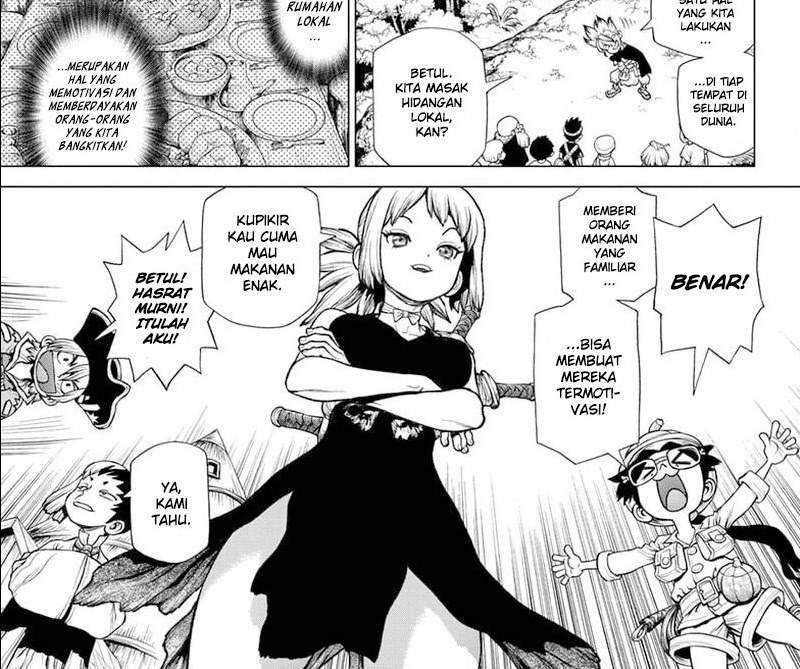 SATU HAL
YANG KITA
LAKUKAN
...
...DI TIAP
TEMPAT DI
SELURUH
DUNIA.
BETUL.
KITA MASAK
HIDANGAN
LOKAL,
KAN?
RUMAHAN
LOKAL
...
...MERUPAKAN
HAL YANG
MEMOTIVASI DAN
MEMBERDAYAKAN
ORANG-ORANG
YANG KITA
BANGKITKAN!
BENAR!
MEMBERI
ORANG
MAKANAN
YANG
FAMILIAR
...
...BISA
MEMBUAT
MEREKA
TERMOTI-
VASI!
KUPIKIR
KAU CUMA
MAU
MAKANAN
ENAK.
BETUL!
HASRAT
MURNI!
ITULAH
AKU!
YA,
KAMI
TAHU.